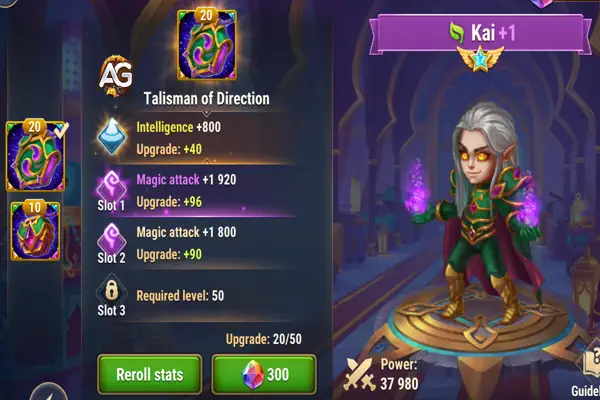 20
Kai +1
AG
Talisman of Direction
20
Intelligence +800
Upgrade: +40
Magic attack +1 920
Slot 1
Upgrade: +96
10
Magic attack +1 800
Slot 2
Upgrade: +90
Required level: 50
Slot 3
Upgrade: 20/50
Reroll stats
300
Power:
37 980